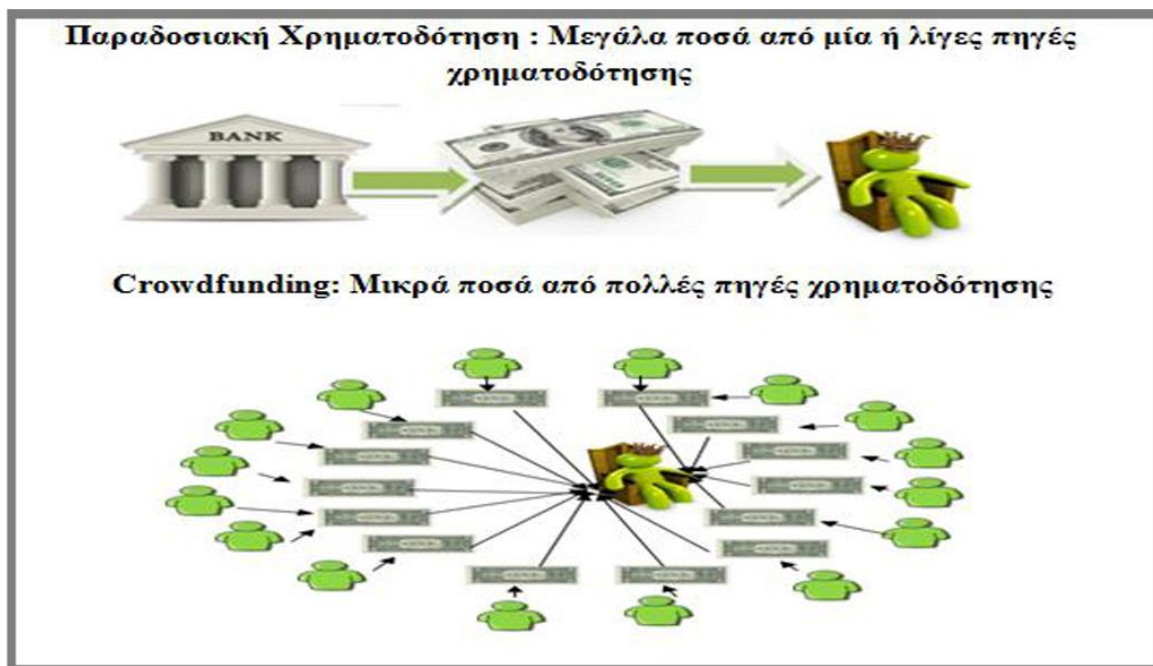 Παραδοσιακή Χρηματοδότηση : Μεγάλα ποσά από μία ή λίγες πηγές
χρηματοδότησης
BANK
Crowdfunding: Μικρά ποσά από πολλές πηγές χρηματοδότησης